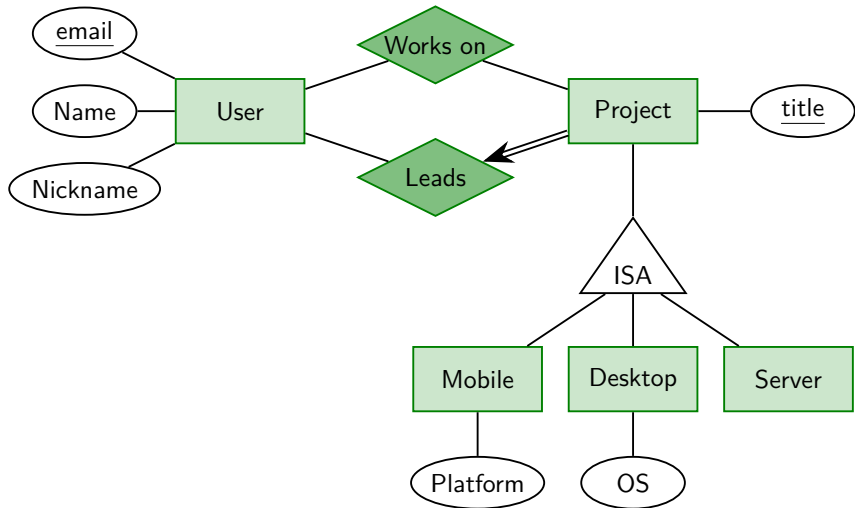 email
Name
Nickname
User
Works on
Leads
Project
title
ISA
Mobile
Desktop
Server
Platform
OS